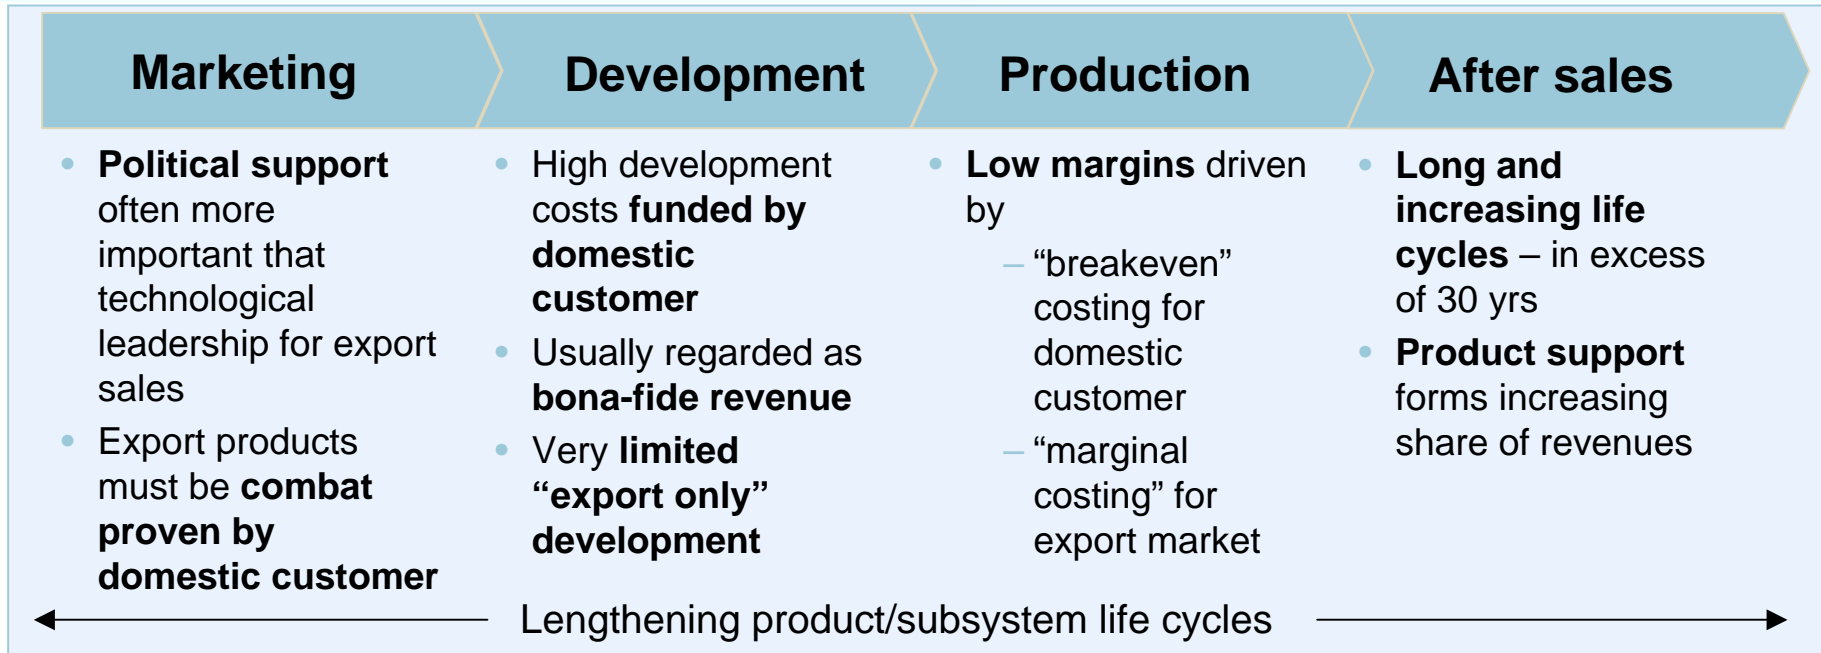 Marketing
Development
Production
After sales
• Political support
often more
important that
technological
leadership for export
sales
• Export products
must be combat
proven by
domestic customer
• High development
costs funded by
domestic
customer
• Usually regarded as
bona-fide revenue
• Very limited
“export only”
development
• Low margins driven
by
– “breakeven”
costing for
domestic
customer
– “marginal
costing” for
export market
• Long and
increasing life
cycles – in excess
of 30 yrs
• Product support
forms increasing
share of revenues
Lengthening product/subsystem life cycles